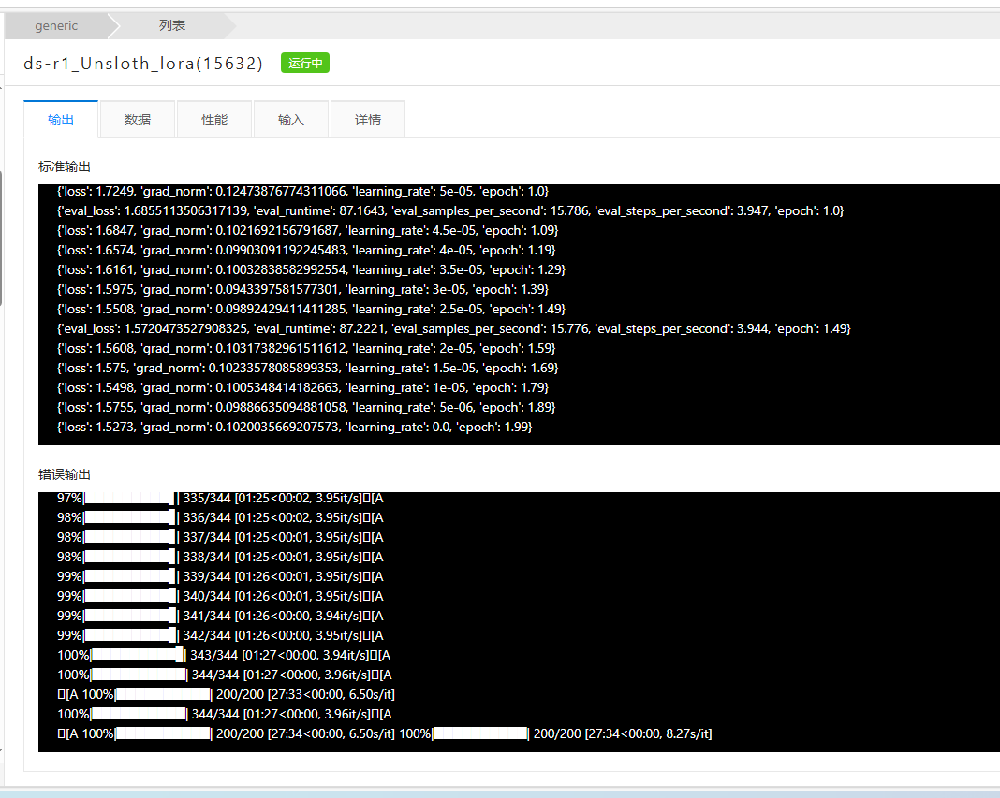 generic 列表
ds-r1_Unsloth_lora(15632) 运行中
输出 数据 性能 输入 详情
标准输出
{'loss': 1.7249, 'grad_norm': 0.12473876774311066, 'learning_rate': 5e-05, 'epoch': 1.0}
{'eval_loss': 1.6855113506317139, 'eval_runtime': 87.1643, 'eval_samples_per_second': 15.786, 'eval_steps_per_second': 3.947, 'epoch': 1.0}
{'loss': 1.6847, 'grad_norm': 0.1021692156791687, 'learning_rate': 4.5e-05, 'epoch': 1.09}
{'loss': 1.6574, 'grad_norm': 0.09903091192245483, 'learning_rate': 4e-05, 'epoch': 1.19}
{'loss': 1.6161, 'grad_norm': 0.10032838582992554, 'learning_rate': 3.5e-05, 'epoch': 1.29}
{'loss': 1.5975, 'grad_norm': 0.0943397581577301, 'learning_rate': 3e-05, 'epoch': 1.39}
{'loss': 1.5508, 'grad_norm': 0.09892429411411285, 'learning_rate': 2.5e-05, 'epoch': 1.49}
{'eval_loss': 1.5720473527908325, 'eval_runtime': 87.2221, 'eval_samples_per_second': 15.776, 'eval_steps_per_second': 3.944, 'epoch': 1.49}
{'loss': 1.5608, 'grad_norm': 0.10317382961511612, 'learning_rate': 2e-05, 'epoch': 1.59}
{'loss': 1.575, 'grad_norm': 0.10233578085899353, 'learning_rate': 1.5e-05, 'epoch': 1.69}
{'loss': 1.5498, 'grad_norm': 0.1005348414182663, 'learning_rate': 1e-05, 'epoch': 1.79}
{'loss': 1.5755, 'grad_norm': 0.09886635094881058, 'learning_rate': 5e-06, 'epoch': 1.89}
{'loss': 1.5273, 'grad_norm': 0.1020035669207573, 'learning_rate': 0.0, 'epoch': 1.99}
错误输出
97%|██████████| 335/344 [01:25<00:02, 3.95it/s]▯[A
98%|██████████| 336/344 [01:25<00:02, 3.95it/s]▯[A
98%|██████████| 337/344 [01:25<00:01, 3.95it/s]▯[A
98%|██████████| 338/344 [01:25<00:01, 3.95it/s]▯[A
99%|██████████| 339/344 [01:26<00:01, 3.95it/s]▯[A
99%|██████████| 340/344 [01:26<00:01, 3.95it/s]▯[A
99%|██████████| 341/344 [01:26<00:00, 3.94it/s]▯[A
99%|██████████| 342/344 [01:26<00:00, 3.95it/s]▯[A
100%|██████████| 343/344 [01:27<00:00, 3.94it/s]▯[A
100%|██████████| 344/344 [01:27<00:00, 3.96it/s]▯[A
▯[A 100%|██████████| 200/200 [27:33<00:00, 6.50s/it]
100%|██████████| 344/344 [01:27<00:00, 3.96it/s]▯[A
▯[A 100%|██████████| 200/200 [27:34<00:00, 6.50s/it] 100%|██████████| 200/200 [27:34<00:00, 8.27s/it]